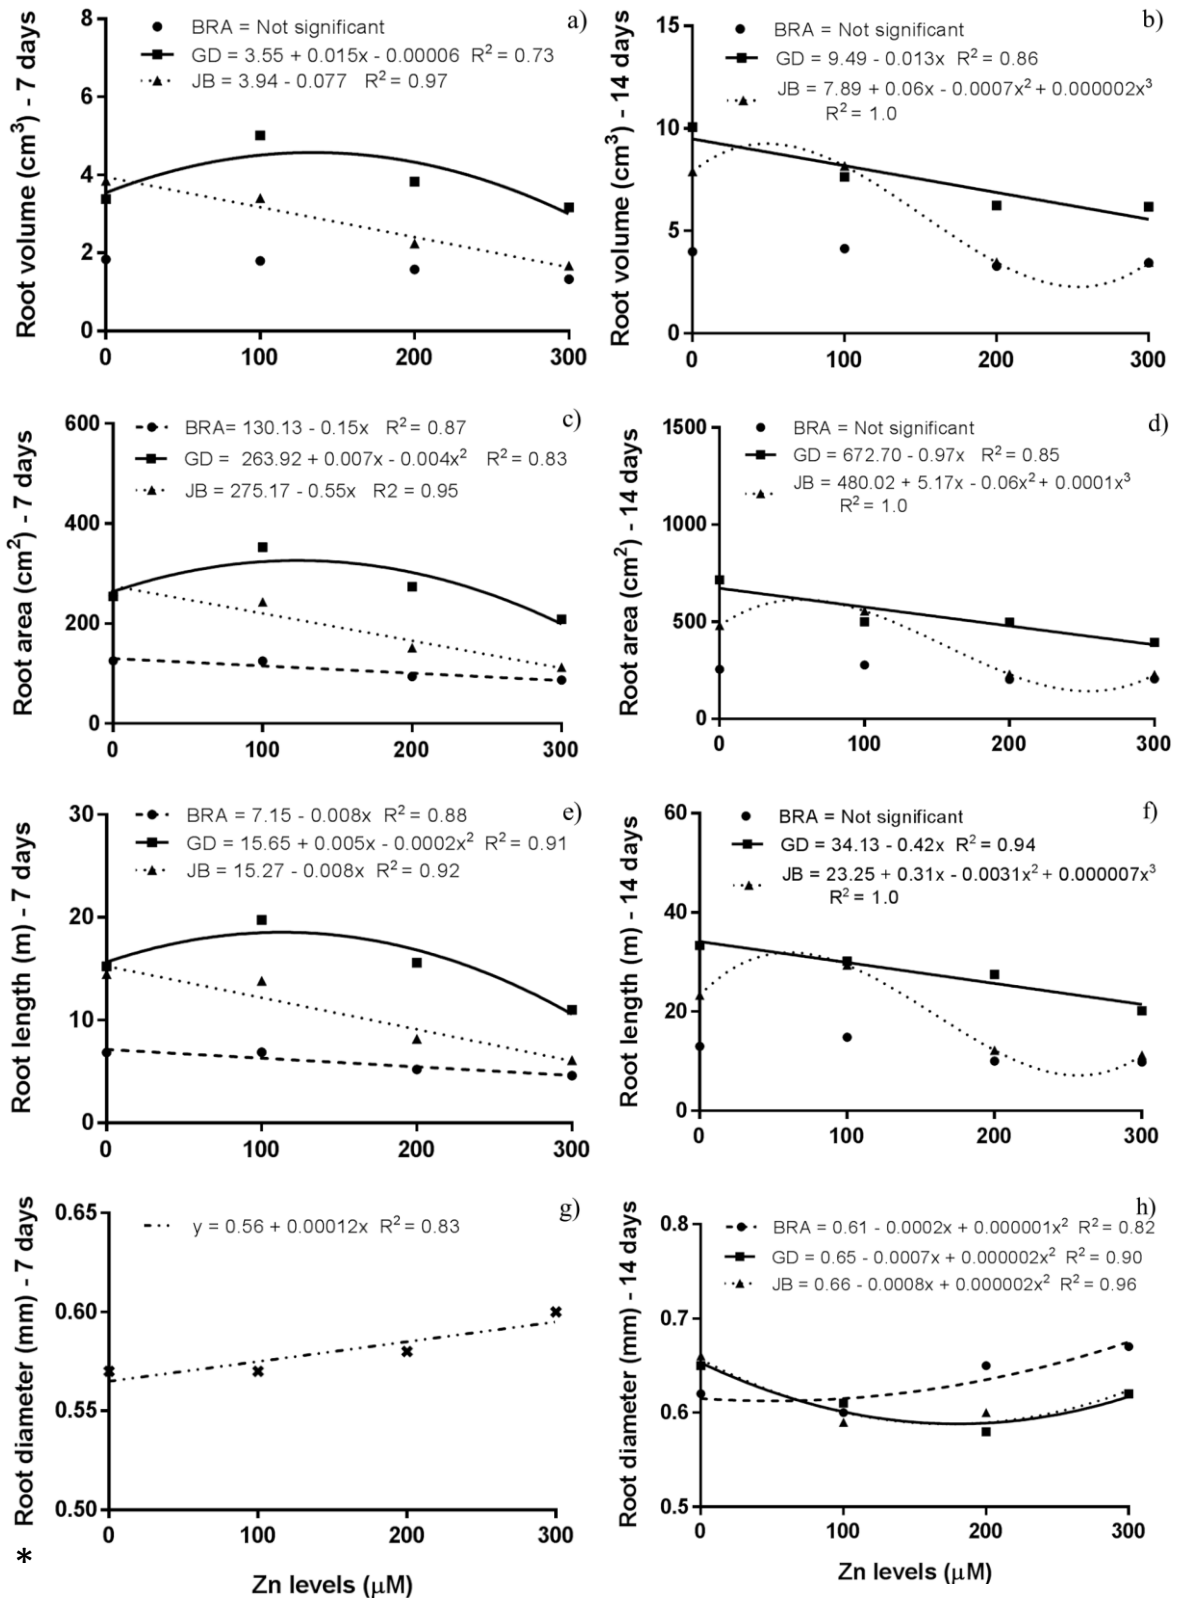 a)
BRA = Not significant
GD = 3.55 + 0.015x - 0.00006 R² = 0.73
JB = 3.94 - 0.077 R² = 0.97
Root volume (cm³) - 7 days
8
6
4
2
0
0 100 200 300
b)
BRA = Not significant
GD = 9.49 - 0.013x R² = 0.86
JB = 7.89 + 0.06x - 0.0007x² + 0.000002x³
R² = 1.0
Root volume (cm³) - 14 days
15
10
5
0
0 100 200 300
c)
BRA= 130.13 - 0.15x R² = 0.87
GD = 263.92 + 0.007x - 0.004x² R² = 0.83
JB = 275.17 - 0.55x R2 = 0.95
Root area (cm²) - 7 days
600
400
200
0
0 100 200 300
d)
BRA = Not significant
GD = 672.70 - 0.97x R² = 0.85
JB = 480.02 + 5.17x - 0.06x² + 0.0001x³
R² = 1.0
Root area (cm²) - 14 days
1500
1000
500
0
0 100 200 300
e)
BRA = 7.15 - 0.008x R² = 0.88
GD = 15.65 + 0.005x - 0.0002x² R² = 0.91
JB = 15.27 - 0.008x R² = 0.92
Root length (m) - 7 days
30
20
10
0
0 100 200 300
f)
BRA = Not significant
GD = 34.13 - 0.42x R² = 0.94
JB = 23.25 + 0.31x - 0.0031x² + 0.000007x³
R² = 1.0
Root length (m) - 14 days
60
40
20
0
0 100 200 300
g)
y = 0.56 + 0.00012x R² = 0.83
* Root diameter (mm) - 7 days
0.65
0.60
0.55
0.50
0 100 200 300
Zn levels (µM)
h)
BRA = 0.61 - 0.0002x + 0.000001x² R² = 0.82
GD = 0.65 - 0.0007x + 0.000002x² R² = 0.90
JB = 0.66 - 0.0008x + 0.000002x² R² = 0.96
Root diameter (mm) - 14 days
0.8
0.7
0.6
0.5
0 100 200 300
Zn levels (µM)